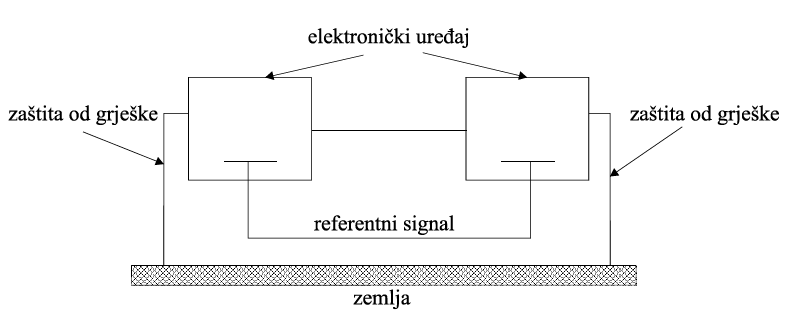 elektronički uređaj
zaštita od grješke
zaštita od grješke
referentni signal
zemlja